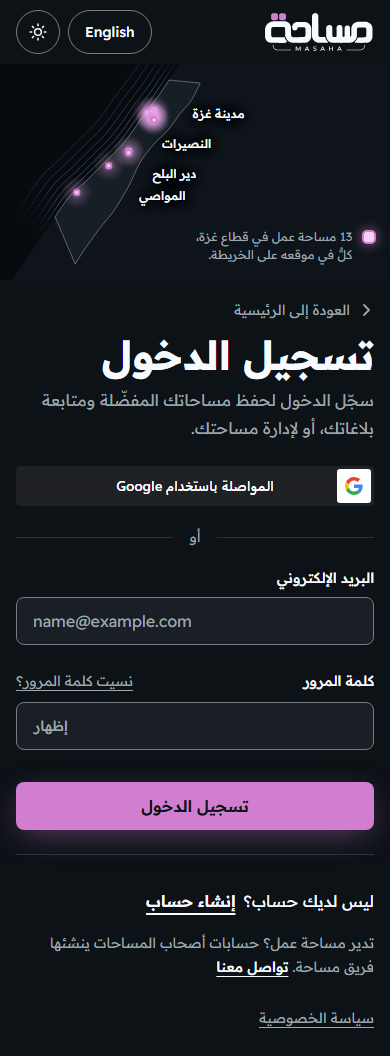 مساحة
MASAHA
English
مدينة غزة
النصيرات
دير البلح
المواصي
13 مساحة عمل في قطاع غزة،
كلٌّ في موقعه على الخريطة.
العودة إلى الرئيسية
تسجيل الدخول
سجّل الدخول لحفظ مساحاتك المفضّلة ومتابعة
بلاغاتك، أو لإدارة مساحتك.
المواصلة باستخدام Google
أو
البريد الإلكتروني
name@example.com
كلمة المرور
نسيت كلمة المرور؟
إظهار
تسجيل الدخول
ليس لديك حساب؟ إنشاء حساب
تدير مساحة عمل؟ حسابات أصحاب المساحات ينشئها
فريق مساحة. تواصل معنا
سياسة الخصوصية